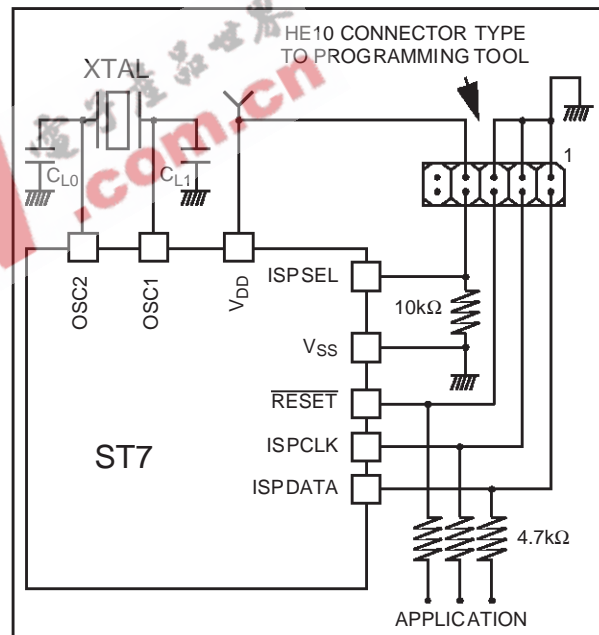 HE10 CONNECTOR TYPE
TO PROGRAMMING TOOL
XTAL
1
CL0
CL1
OSC2
OSC1
VDD
ISPSEL
10kΩ
VSS
RESET
ISPCLK
ST7
ISPDATA
4.7kΩ
APPLICATION
.com.cn